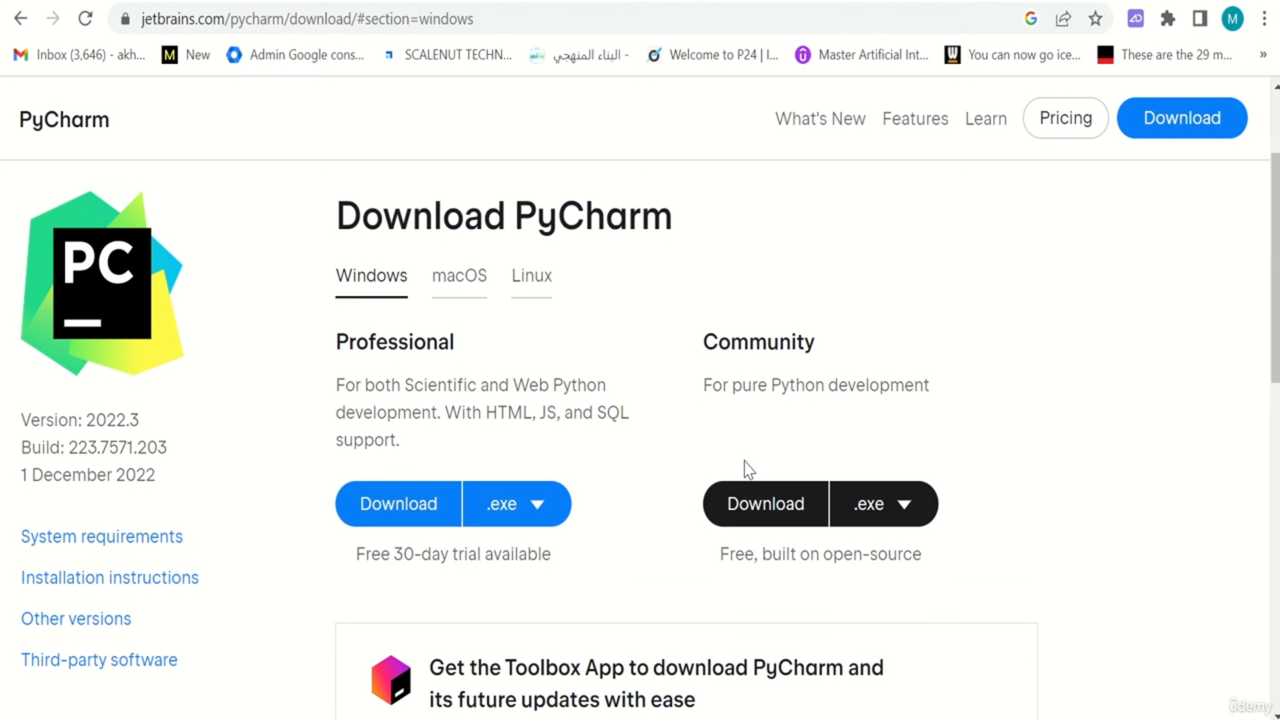 jetbrains.com/pycharm/download/#section=windows
M
Inbox (3,646) - akh...
M New
Admin Google cons...
SCALENUT TECHN...
البناء المنهجي - ...
Welcome to P24 | I...
Master Artificial Int...
You can now go ice...
These are the 29 m...
»
PyCharm
What's New
Features
Learn
Pricing
Download
PC
Download PyCharm
Windows
macOS
Linux
Professional
For both Scientific and Web Python
development. With HTML, JS, and SQL
support.
Download
.exe
Free 30-day trial available
Community
For pure Python development
Download
.exe
Free, built on open-source
Version: 2022.3
Build: 223.7571.203
1 December 2022
System requirements
Installation instructions
Other versions
Third-party software
Get the Toolbox App to download PyCharm and
its future updates with ease
ûdemy